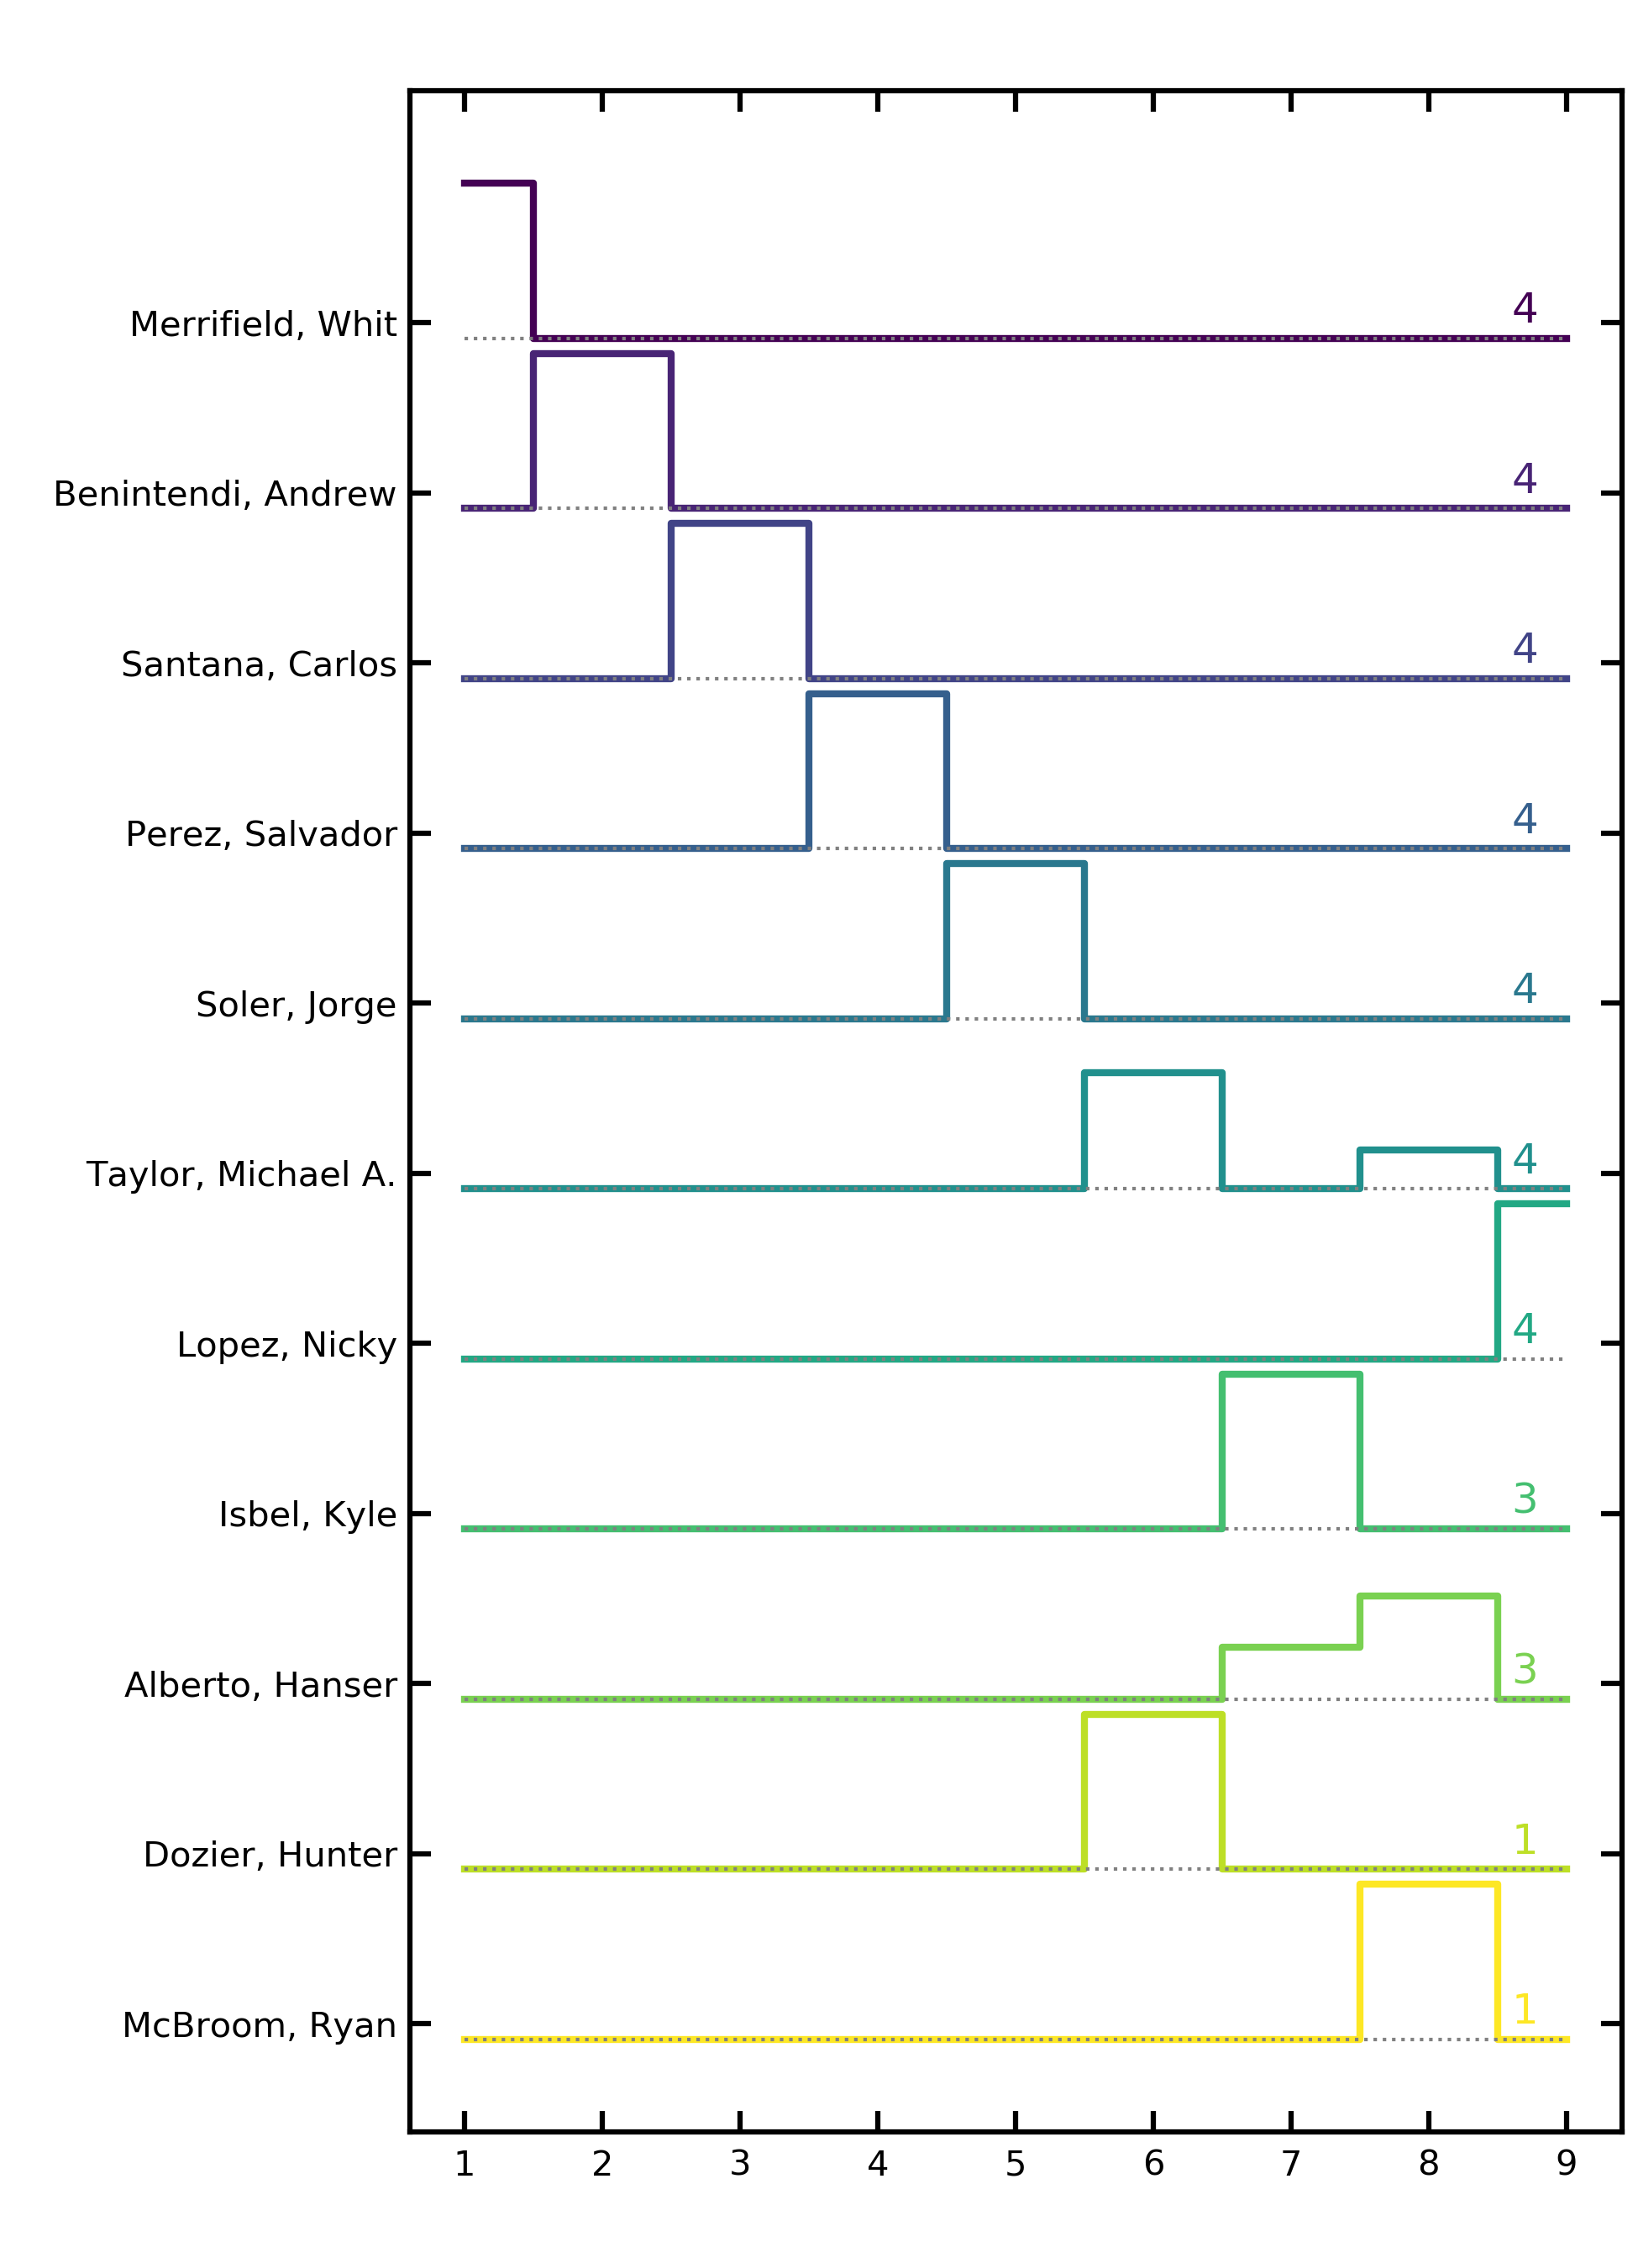 Merrifield, Whit 4
Benintendi, Andrew 4
Santana, Carlos 4
Perez, Salvador 4
Soler, Jorge 4
Taylor, Michael A. 4
Lopez, Nicky 4
Isbel, Kyle 3
Alberto, Hanser 3
Dozier, Hunter 1
McBroom, Ryan 1
1 2 3 4 5 6 7 8 9